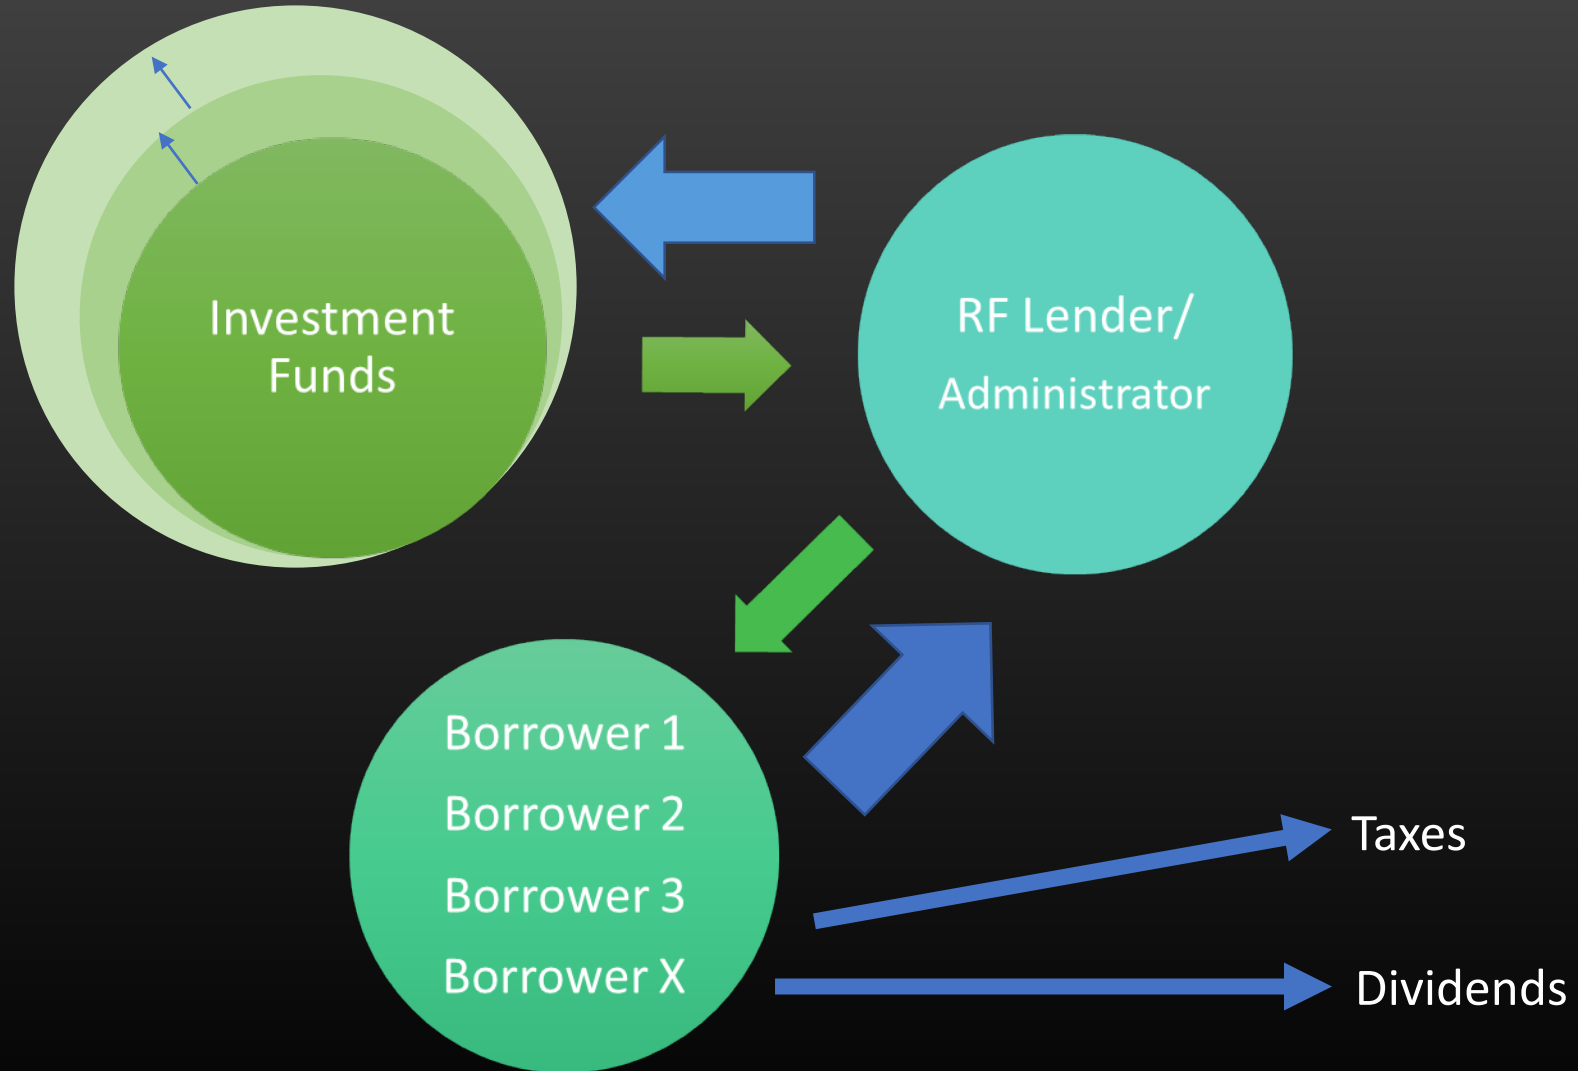 Investment
Funds
RF Lender/
Administrator
Borrower 1
Borrower 2
Borrower 3
Borrower X
Taxes
Dividends